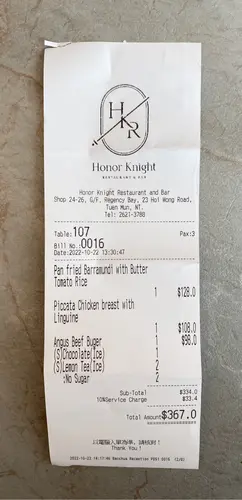 HKR
Honor Knight
RESTAURANT & BAR
Honor Knight Restaurant and Bar
Shop 24-26, G/F, Regency Bay, 23 Hoi Wong Road,
Tuen Mun, NT.
Tel: 2621-3788
Table: 107 Pax:3
Bill No.:0016
Date:2022-10-22 13:30:47
Pan fried Barramundi with Butter
Tomato Rice
1 $128.0
Piccata Chicken breast with
Linguine
1 $108.0
Angus Beef Buger 1 $98.0
(S)Chocolate(Ice) 1
(S)Lemon Tea(Ice) 2
:No Sugar 2
Sub-Total $334.0
10%Service Charge $33.4
Total Amount:$367.0
Thank You!